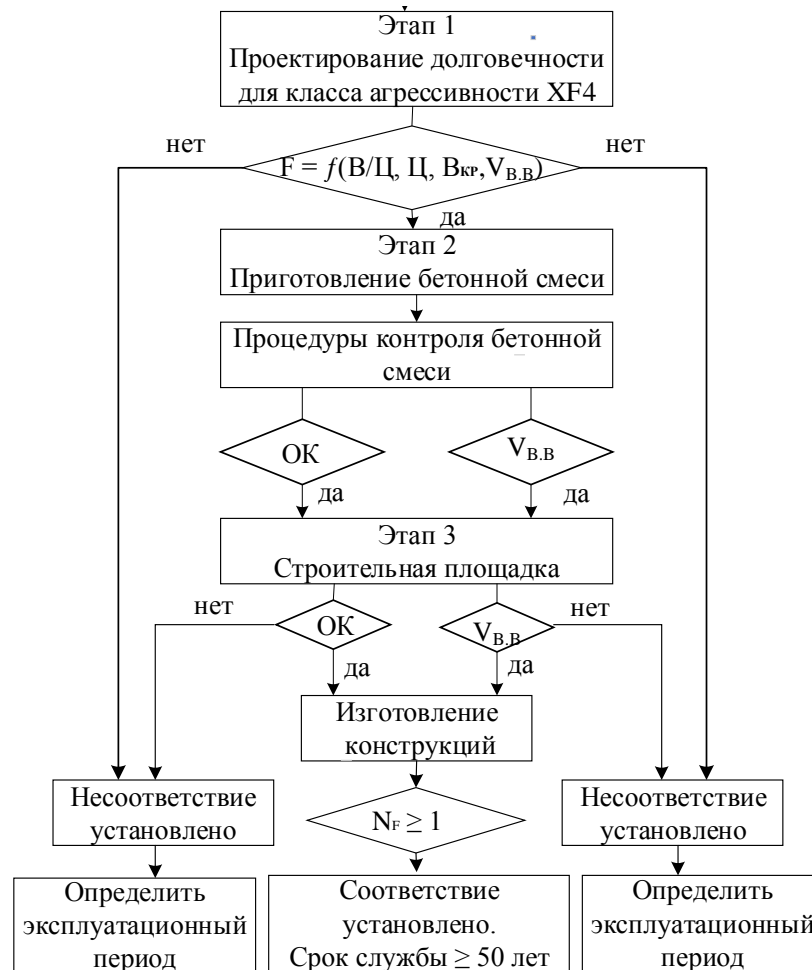 Этап 1
Проектирование долговечности
для класса агрессивности XF4
нет
нет
F = f(В/Ц, Ц, Вкр,VВ.В)
да
Этап 2
Приготовление бетонной смеси
Процедуры контроля бетонной
смеси
ОК
VВ.В
да
да
Этап 3
Строительная площадка
нет
нет
ОК
VВ.В
да
да
Изготовление
конструкций
Несоответствие
установлено
NF ≥ 1
Несоответствие
установлено
Определить
эксплуатационный
период
Соответствие
установлено.
Срок службы ≥ 50 лет
Определить
эксплуатационный
период